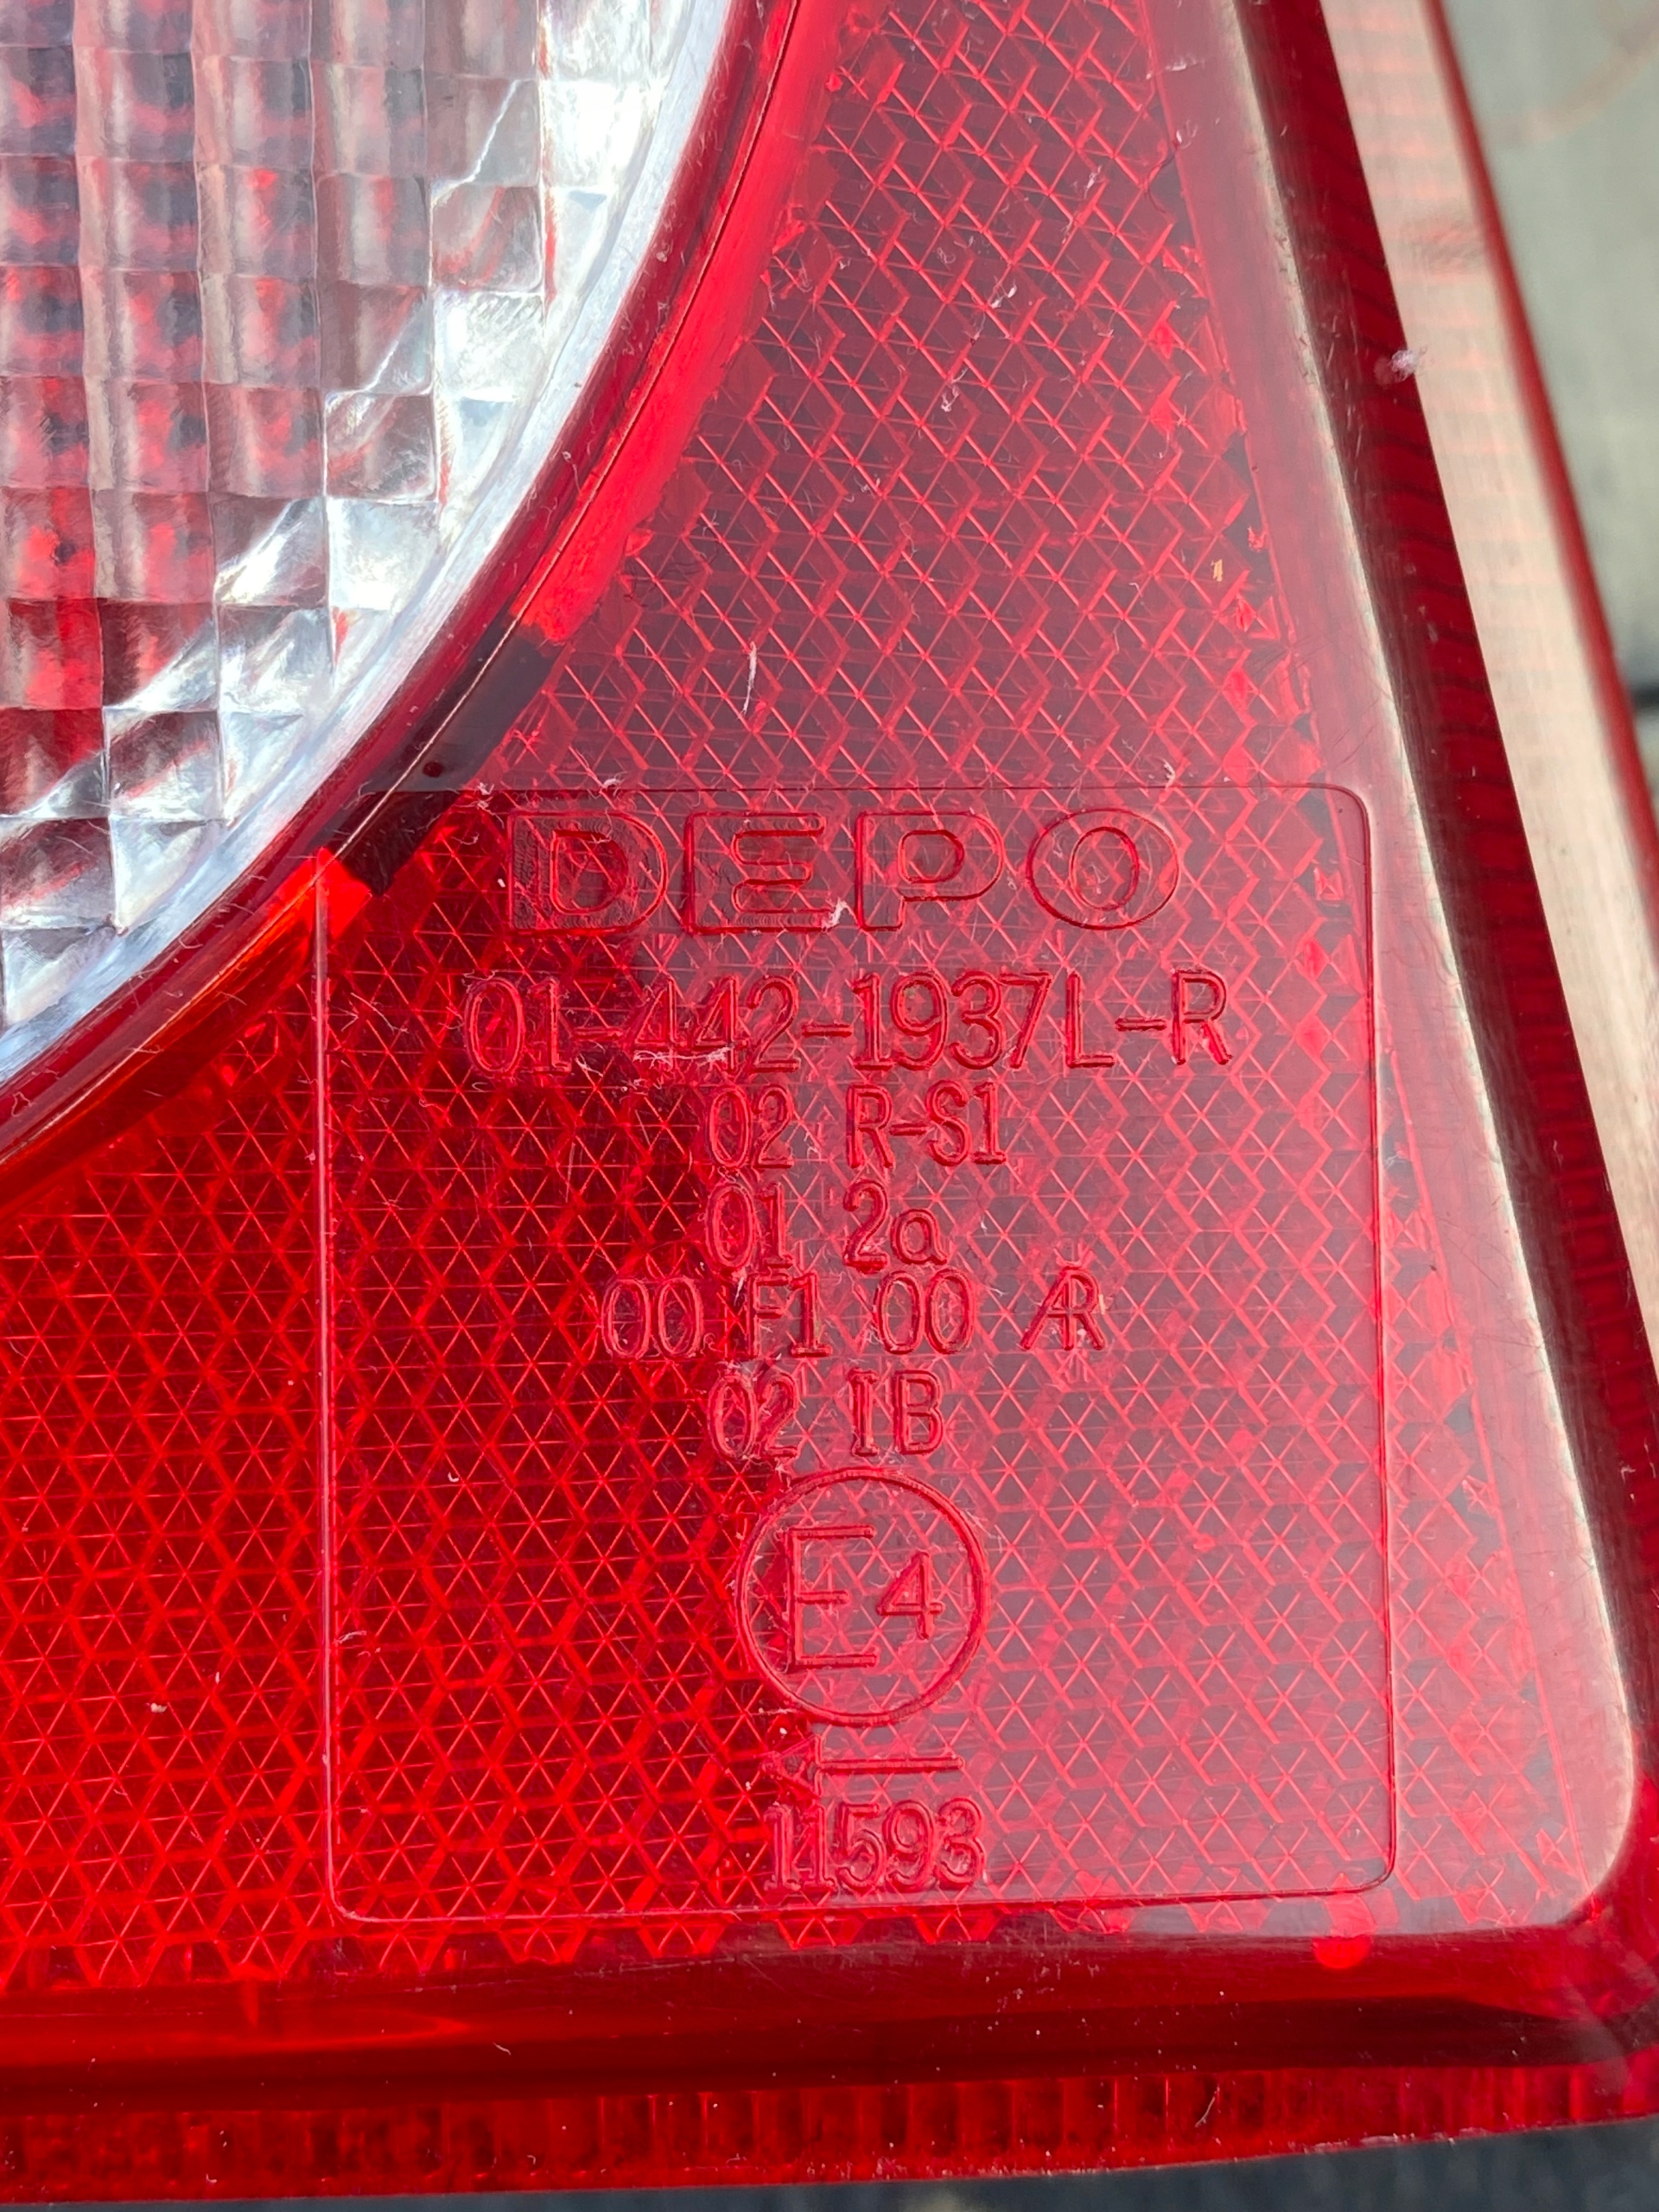 DEPO
01-442-1937L-R
02 R-S1
01 2a
00 F1 00 AR
02 IB
E4
11593